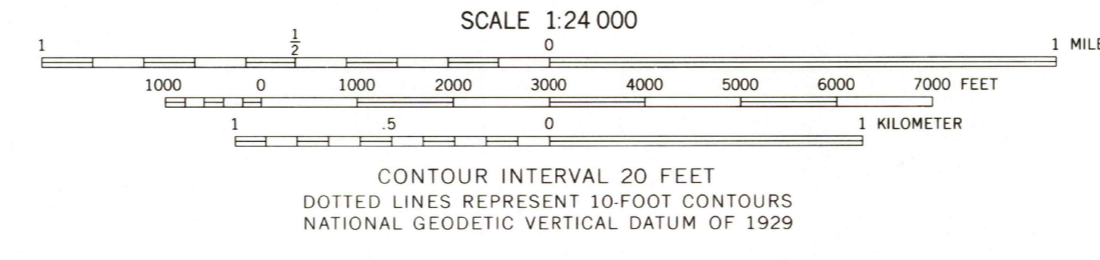 SCALE 1:24 000
1 1/2 0 1 MILE
1000 0 1000 2000 3000 4000 5000 6000 7000 FEET
1 .5 0 1 KILOMETER
CONTOUR INTERVAL 20 FEET
DOTTED LINES REPRESENT 10-FOOT CONTOURS
NATIONAL GEODETIC VERTICAL DATUM OF 1929